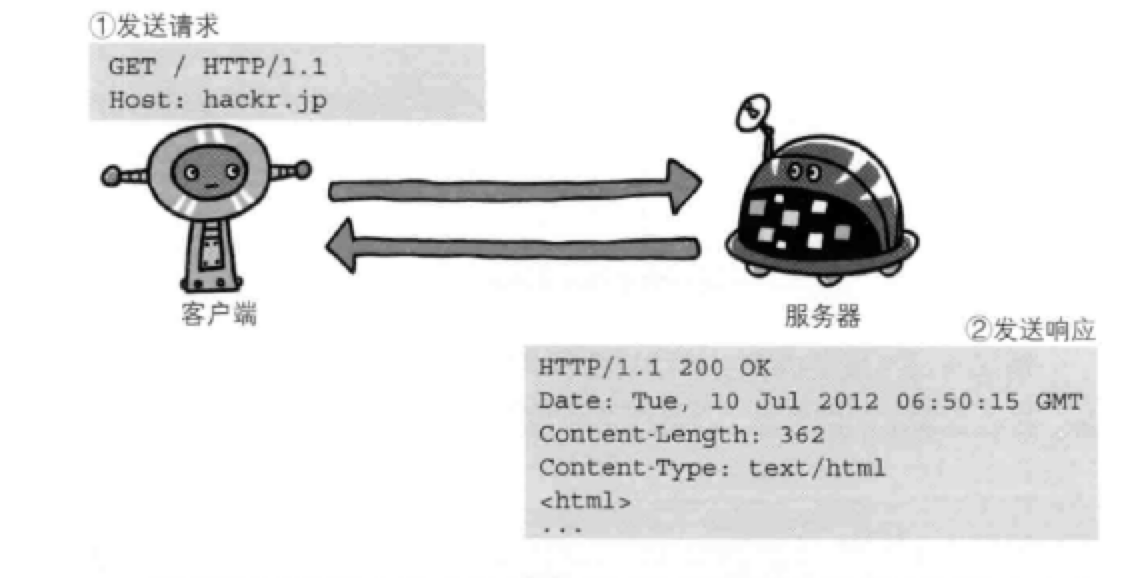 ①发送请求
GET / HTTP/1.1
Host: hackr.jp
客户端
服务器
②发送响应
HTTP/1.1 200 OK
Date: Tue, 10 Jul 2012 06:50:15 GMT
Content-Length: 362
Content-Type: text/html
<html>
...